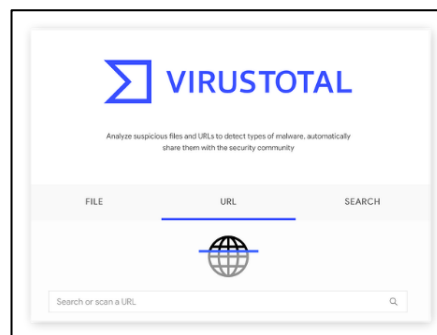 VIRUSTOTAL
Analyze suspicious files and URLs to detect types of malware, automatically
share them with the security community
FILE URL SEARCH
Search or scan a URL